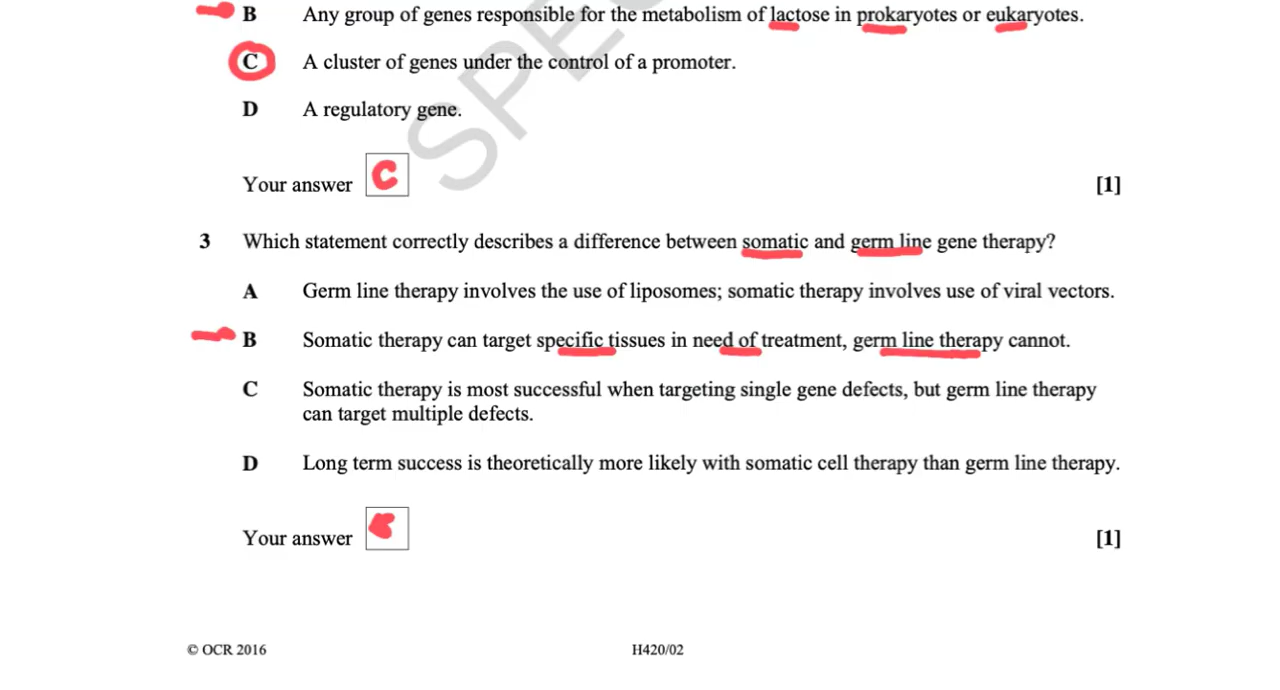 B Any group of genes responsible for the metabolism of lactose in prokaryotes or eukaryotes.
C A cluster of genes under the control of a promoter.
D A regulatory gene.
Your answer C [1]
3 Which statement correctly describes a difference between somatic and germ line gene therapy?
A Germ line therapy involves the use of liposomes; somatic therapy involves use of viral vectors.
B Somatic therapy can target specific tissues in need of treatment, germ line therapy cannot.
C Somatic therapy is most successful when targeting single gene defects, but germ line therapy
can target multiple defects.
D Long term success is theoretically more likely with somatic cell therapy than germ line therapy.
Your answer [1]
© OCR 2016 H420/02